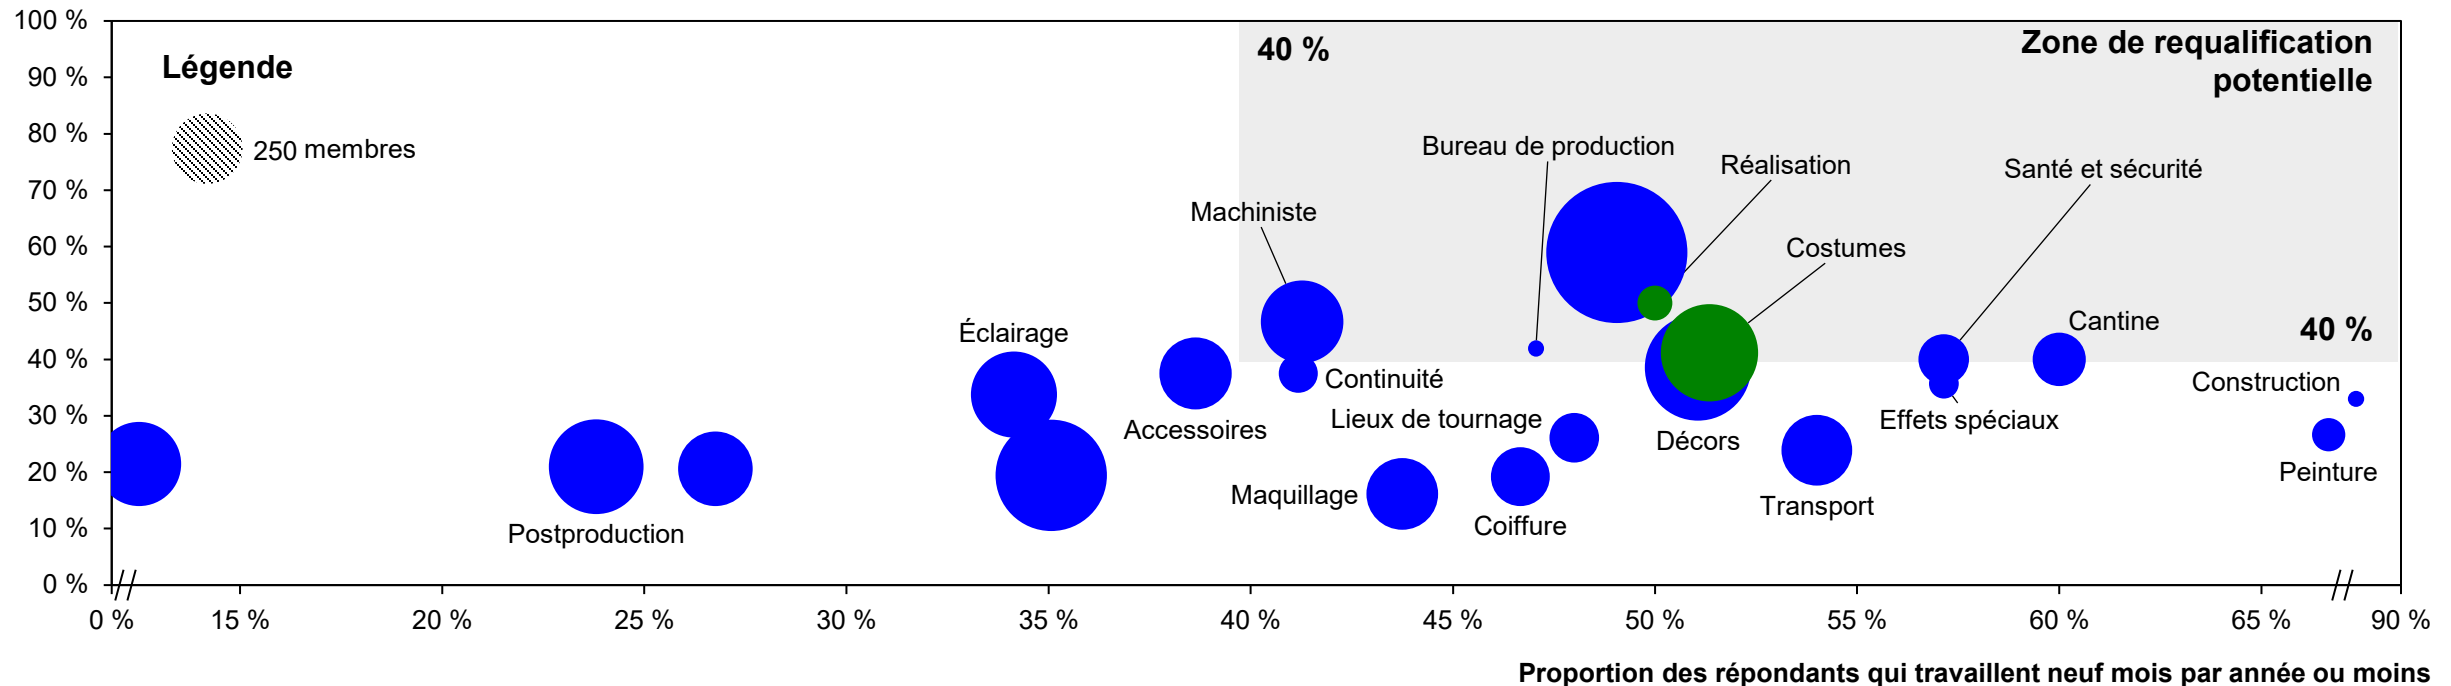 100 %
90 %
80 %
70 %
60 %
50 %
40 %
30 %
20 %
10 %
0 %
Légende
250 membres
40 %
Zone de requalification
potentielle
Bureau de production
Réalisation
Santé et sécurité
Machiniste
Costumes
Cantine
40 %
Éclairage
Continuité
Construction
Accessoires
Lieux de tournage
Effets spéciaux
Décors
Peinture
Maquillage
Transport
Coiffure
Postproduction
0 % 15 % 20 % 25 % 30 % 35 % 40 % 45 % 50 % 55 % 60 % 65 % 90 %
Proportion des répondants qui travaillent neuf mois par année ou moins